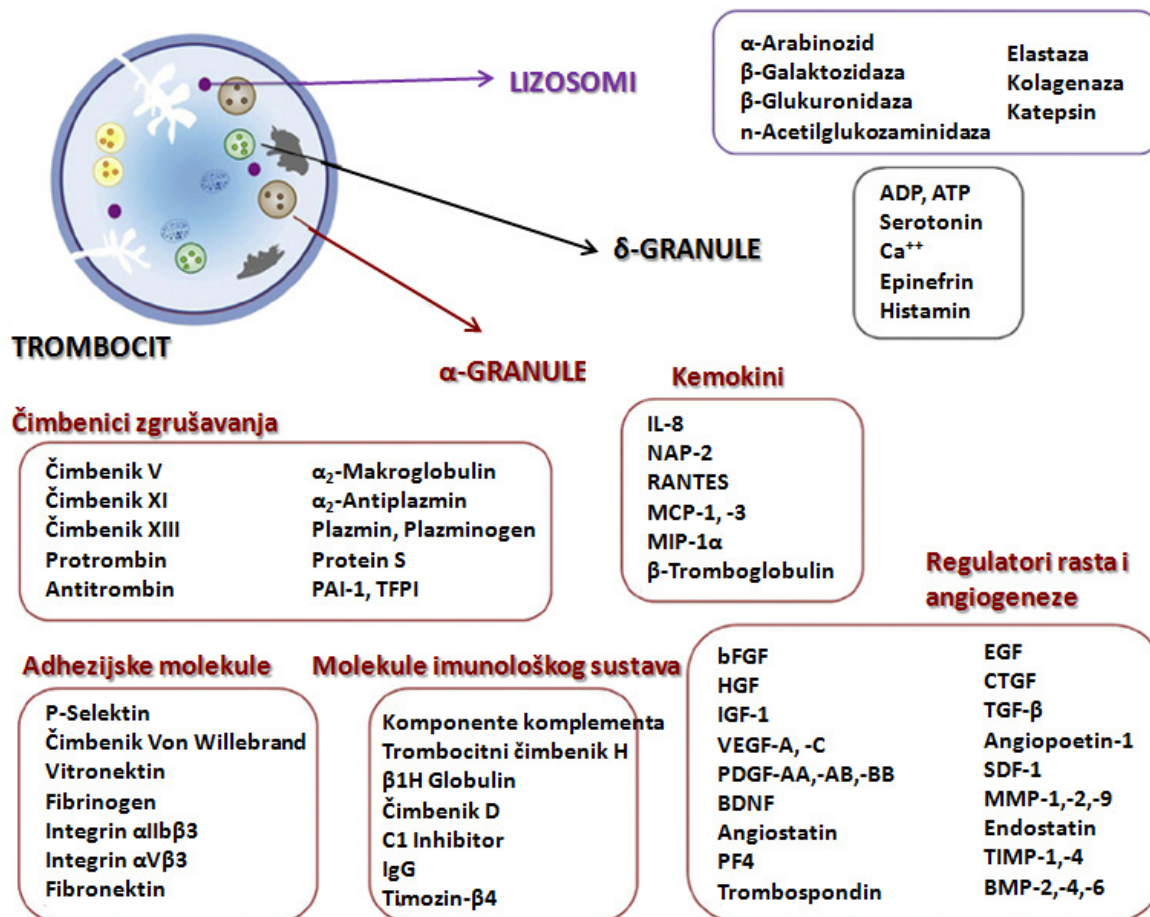 LIZOSOMI
α-Arabinozid
β-Galaktozidaza
β-Glukuronidaza
n-Acetilglukozaminidaza
Elastaza
Kolagenaza
Katepsin
δ-GRANULE
ADP, ATP
Serotonin
Ca⁺⁺
Epinefrin
Histamin
TROMBOCIT
α-GRANULE
Čimbenici zgrušavanja
Čimbenik V
Čimbenik XI
Čimbenik XIII
Protrombin
Antitrombin
α₂-Makroglobulin
α₂-Antiplazmin
Plazmin, Plazminogen
Protein S
PAI-1, TFPI
Kemokini
IL-8
NAP-2
RANTES
MCP-1, -3
MIP-1α
β-Tromboglobulin
Adhezijske molekule
P-Selektin
Čimbenik Von Willebrand
Vitronektin
Fibrinogen
Integrin αIIbβ3
Integrin αVβ3
Fibronektin
Molekule imunološkog sustava
Komponente komplementa
Trombocitni čimbenik H
β1H Globulin
Čimbenik D
C1 Inhibitor
IgG
Timozin-β4
Regulatori rasta i
angiogeneze
bFGF
HGF
IGF-1
VEGF-A, -C
PDGF-AA,-AB,-BB
BDNF
Angiostatin
PF4
Trombospondin
EGF
CTGF
TGF-β
Angiopoetin-1
SDF-1
MMP-1,-2,-9
Endostatin
TIMP-1,-4
BMP-2,-4,-6